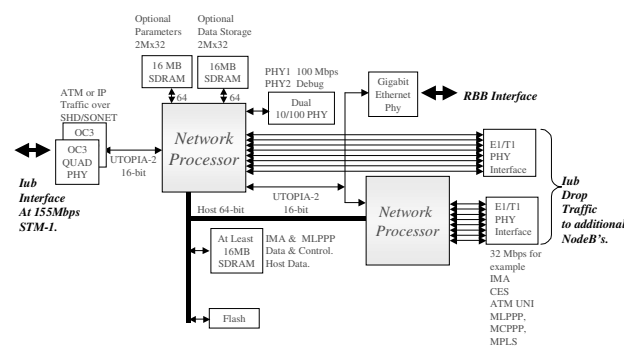 Optional
Parameters
2Mx32
Optional
Data Storage
2Mx32
16 MB
SDRAM
16MB
SDRAM
64
64
PHY1 100 Mbps
PHY2 Debug
Dual
10/100 PHY
Gigabit
Ethernet
Phy
RBB Interface
ATM or IP
Traffic over
SHD/SONET
OC3
OC3
QUAD
PHY
UTOPIA-2
16-bit
Network
Processor
E1/T1
PHY
Interface
Iub
Interface
At 155Mbps
STM-1.
UTOPIA-2
16-bit
Host 64-bit
Network
Processor
E1/T1
PHY
Interface
Iub
Drop
Traffic
to additional
NodeB's.
At Least
16MB
SDRAM
IMA & MLPPP
Data & Control.
Host Data.
Flash
32 Mbps for
example
IMA
CES
ATM UNI
MLPPP,
MCPPP,
MPLS